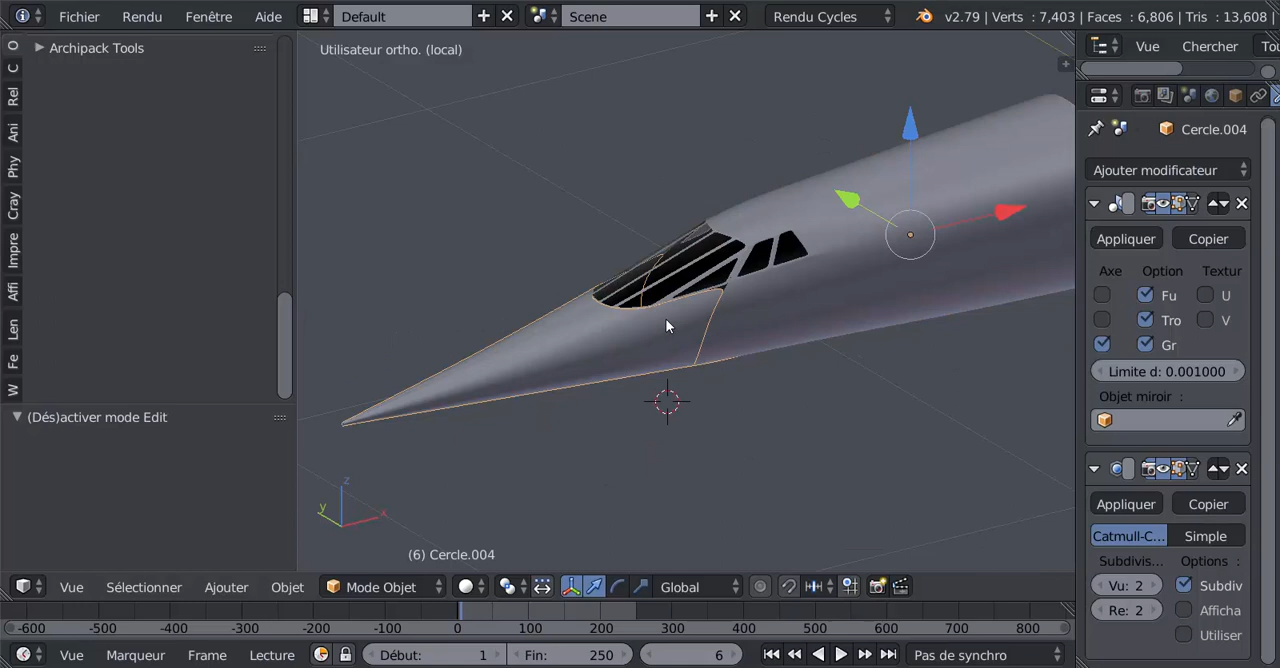 Fichier Rendu Fenêtre Aide Default Scene Rendu Cycles v2.79 | Verts : 7,403 | Faces : 6,806 | Tris : 13,608 |
Archipack Tools
O
C
Rel
Ani
Phy
Cray
Impre
Affi
Len
Fe
W
(Dés)activer mode Edit
Utilisateur ortho. (local)
z
y
x
(6) Cercle.004
Vue Sélectionner Ajouter Objet Mode Objet Global
-600 -500 -400 -300 -200 -100 0 100 200 300 400 500 600 700 800
Vue Marqueur Frame Lecture Début: 1 Fin: 250 6 Pas de synchro
Vue Chercher Tou
Cercle.004
Ajouter modificateur
Appliquer Copier
Axe Option Textur
Fu U
Tro V
Gr
Limite d: 0.001000
Objet miroir :
Appliquer Copier
Catmull-C... Simple
Subdivis... Options :
Vu: 2 Subdiv
Re: 2 Afficha
Utiliser